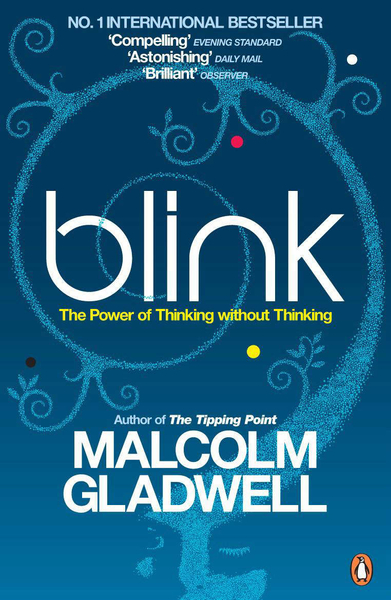 NO. 1 INTERNATIONAL BESTSELLER
‘Compelling’ EVENING STANDARD
‘Astonishing’ DAILY MAIL
‘Brilliant’ OBSERVER
blink
The Power of Thinking without Thinking
Author of The Tipping Point
MALCOLM
GLADWELL